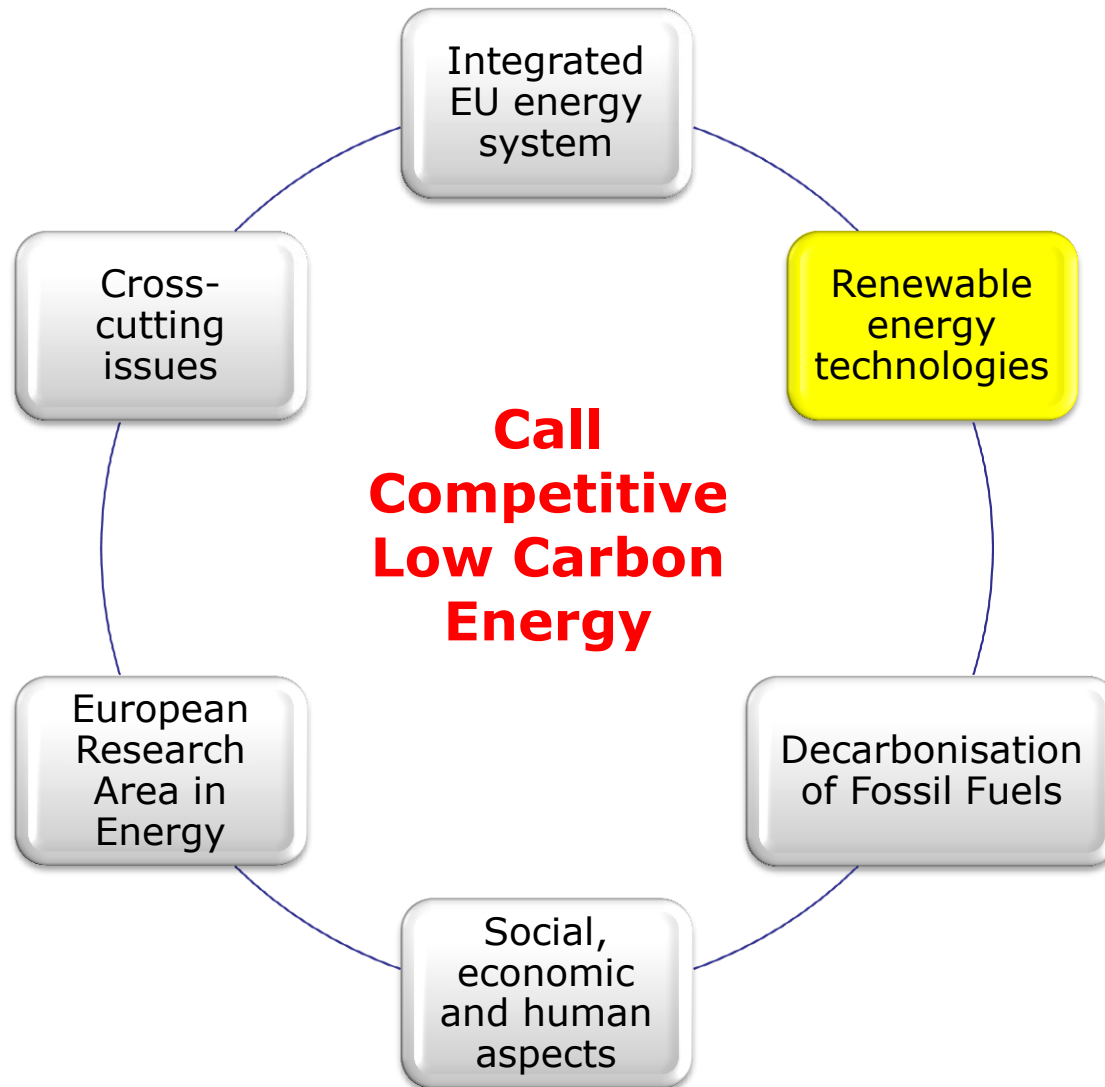 Integrated
EU energy
system
Cross-
cutting
issues
Renewable
energy
technologies
Call
Competitive
Low Carbon
Energy
European
Research
Area in
Energy
Decarbonisation
of Fossil Fuels
Social,
economic
and human
aspects